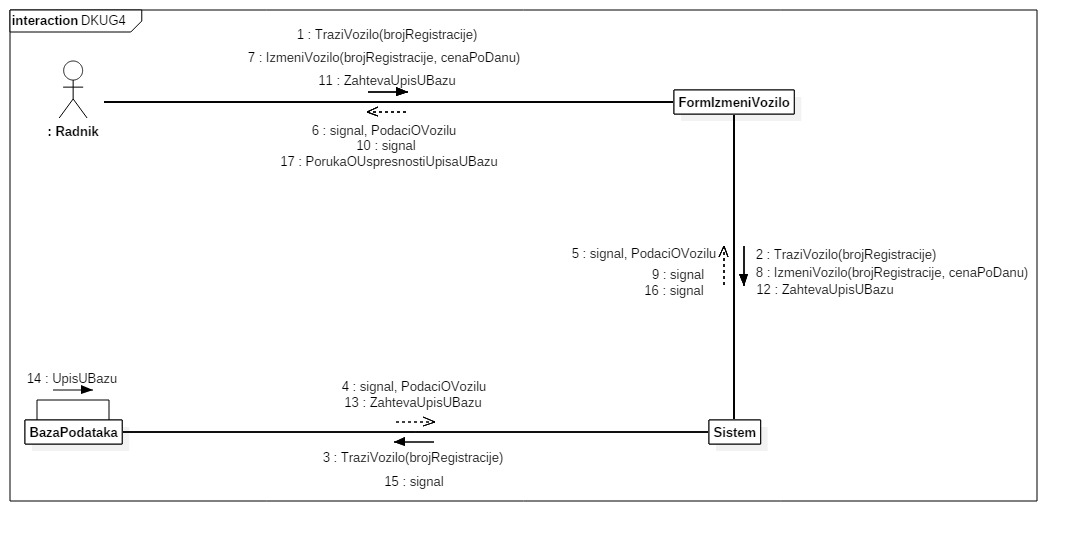 interaction DKUG4
1 : TraziVozilo(brojRegistracije)
7 : IzmeniVozilo(brojRegistracije, cenaPoDanu)
11 : ZahtevaUpisUBazu
: Radnik
FormIzmeniVozilo
6 : signal, PodaciOVozilu
10 : signal
17 : PorukaOUspresnostiUpisaUBazu
5 : signal, PodaciOVozilu
9 : signal
16 : signal
2 : TraziVozilo(brojRegistracije)
8 : IzmeniVozilo(brojRegistracije, cenaPoDanu)
12 : ZahtevaUpisUBazu
14 : UpisUBazu
BazaPodataka
4 : signal, PodaciOVozilu
13 : ZahtevaUpisUBazu
Sistem
3 : TraziVozilo(brojRegistracije)
15 : signal